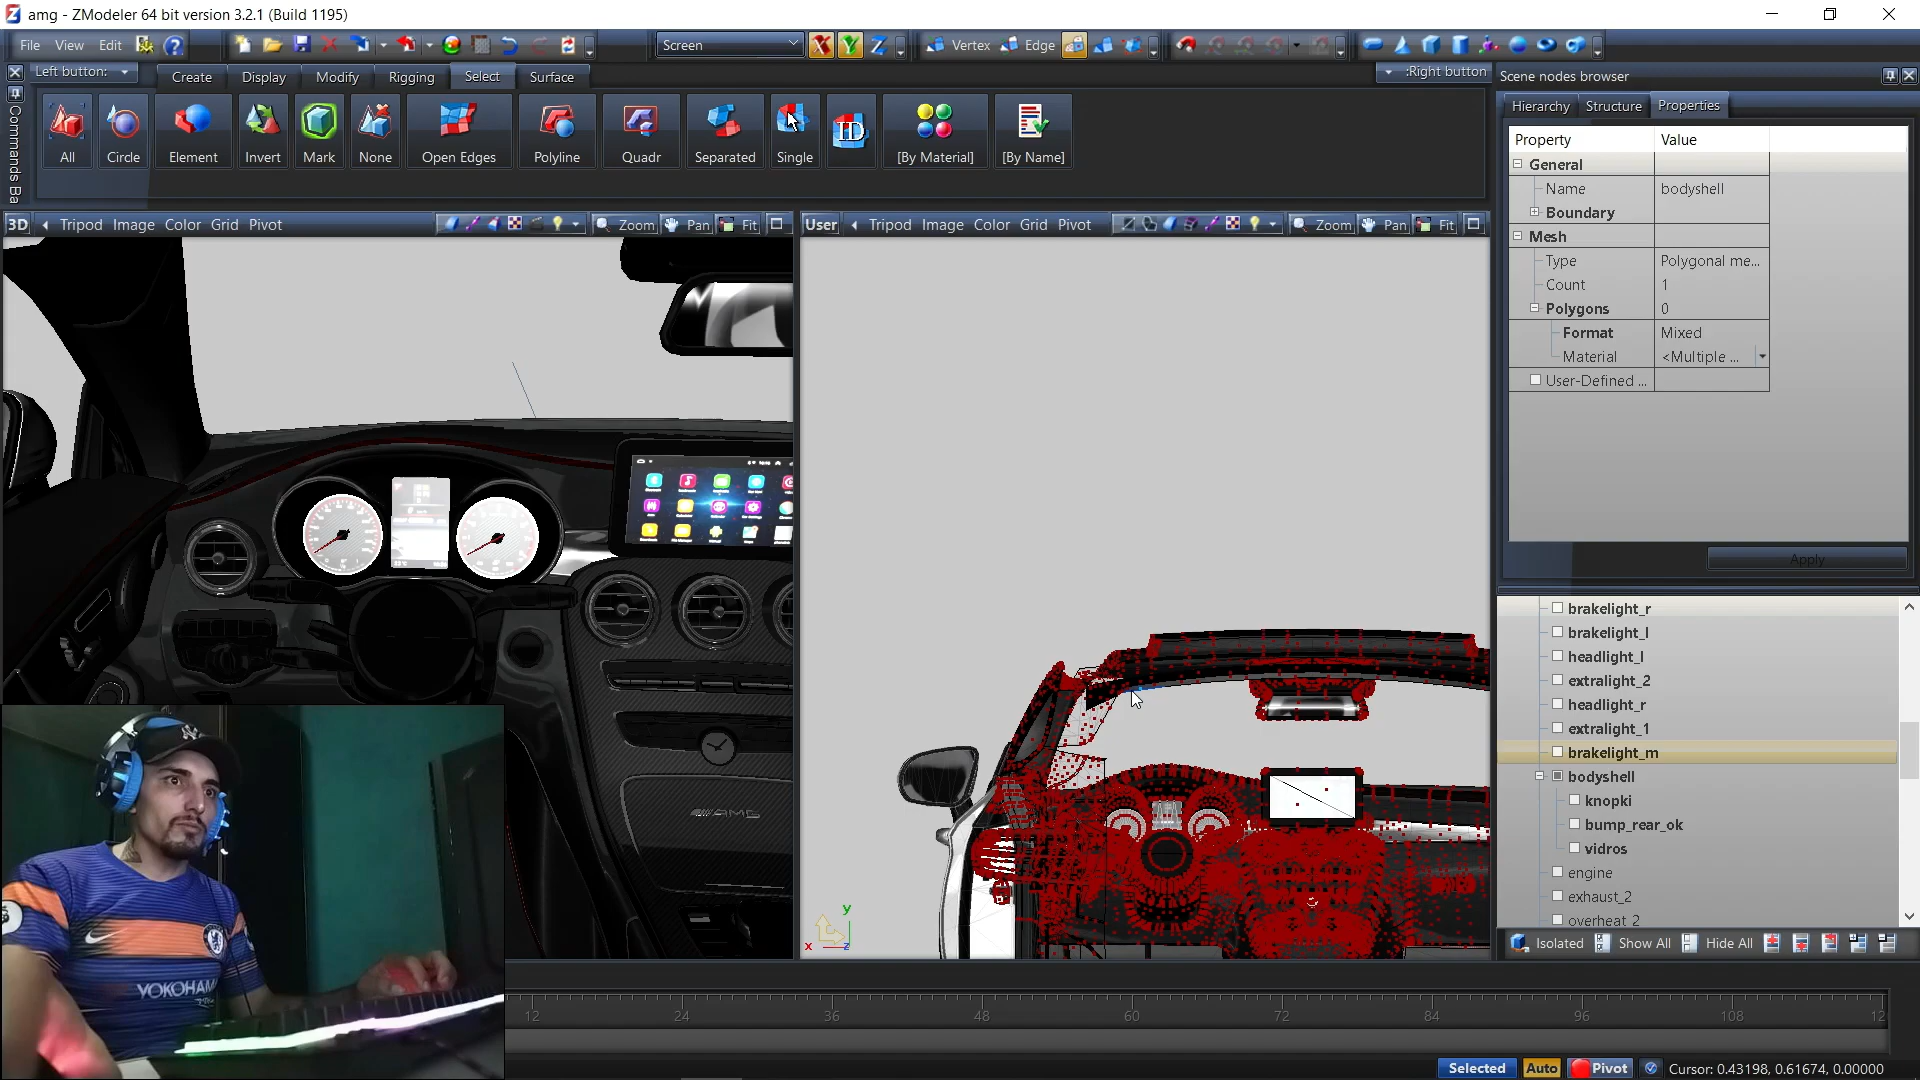 amg - ZModeler 64 bit version 3.2.1 (Build 1195)
File View Edit
Screen
X Y Z
Vertex Edge
Left button:
Create Display Modify Rigging Select Surface
:Right button
Commands Ba
All Circle Element Invert Mark None Open Edges Polyline Quadr Separated Single ID [By Material] [By Name]
3D Tripod Image Color Grid Pivot Zoom Pan Fit
User Tripod Image Color Grid Pivot Zoom Pan Fit
Scene nodes browser
Hierarchy Structure Properties
Property Value
General
Name bodyshell
Boundary
Mesh
Type Polygonal me...
Count 1
Polygons 0
Format Mixed
Material <Multiple ...
User-Defined ...
Apply
brakelight_r
brakelight_l
headlight_l
extralight_2
headlight_r
extralight_1
brakelight_m
bodyshell
knopki
bump_rear_ok
vidros
engine
exhaust_2
overheat_2
Isolated Show All Hide All
AMG
YOKOHAM
y
x z
12 24 36 48 60 72 84 96 108 12
Selected Auto Pivot Cursor: 0.43198, 0.61674, 0.00000